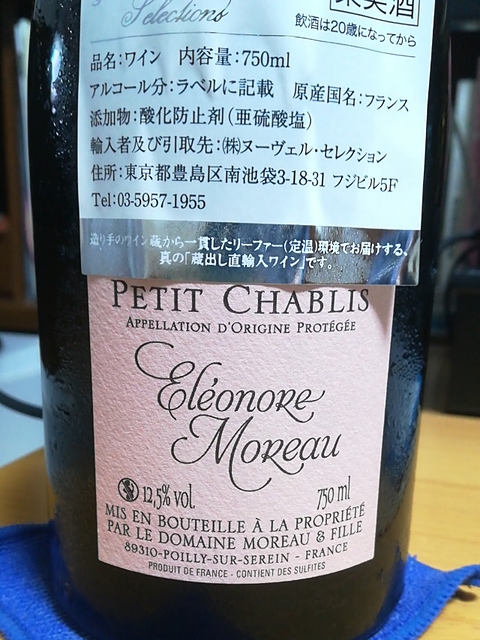 Selections
果実酒
飲酒は20歳になってから
品名:ワイン 内容量:750ml
アルコール分:ラベルに記載 原産国名:フランス
添加物:酸化防止剤(亜硫酸塩)
輸入者及び引取先:㈱ヌーヴェル・セレクション
住所:東京都豊島区南池袋3-18-31 フジビル5F
Tel:03-5957-1955
造り手のワイン蔵から一貫したリーファー(定温)環境でお届けする、
真の「蔵出し直輸入ワイン」です。
PETIT CHABLIS
APPELLATION D'ORIGINE PROTÉGÉE
Eléonore
Moreau
12,5% vol. 750 ml
MIS EN BOUTEILLE À LA PROPRIÉTÉ
PAR LE DOMAINE MOREAU & FILLE
89310-POILLY-SUR-SEREIN - FRANCE
PRODUIT DE FRANCE - CONTIENT DES SULFITES